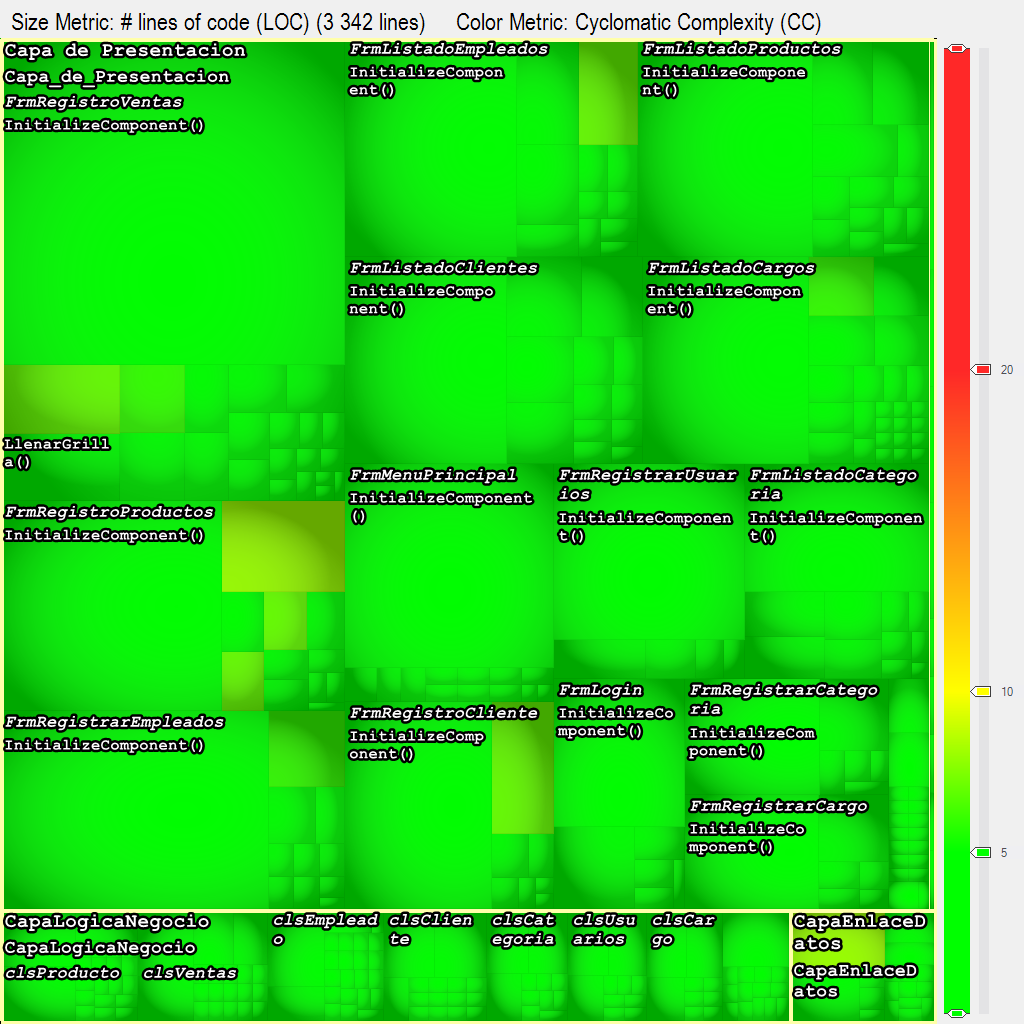 Size Metric: # lines of code (LOC) (3 342 lines) Color Metric: Cyclomatic Complexity (CC)
Capa de Presentacion
Capa_de_Presentacion
FrmRegistroVentas
InitializeComponent()
LlenarGrill
a()
FrmListadoEmpleados
InitializeCompon
ent()
FrmListadoProductos
InitializeCompone
nt()
FrmListadoClientes
InitializeCompo
nent()
FrmListadoCargos
InitializeCompon
ent()
FrmRegistroProductos
InitializeComponent()
FrmMenuPrincipal
InitializeComponent
()
FrmRegistrarUsuar
ios
InitializeComponen
t()
FrmListadoCatego
ria
InitializeComponen
t()
FrmRegistrarEmpleados
InitializeComponent()
FrmRegistroCliente
InitializeComp
onent()
FrmLogin
InitializeCo
mponent()
FrmRegistrarCatego
ria
InitializeCom
ponent()
FrmRegistrarCargo
InitializeCo
mponent()
CapaLogicaNegocio
CapaLogicaNegocio
clsProducto
clsVentas
clsEmplead
o
clsClien
te
clsCat
egoria
clsUsu
arios
clsCar
go
CapaEnlaceD
atos
CapaEnlaceD
atos
20
10
5